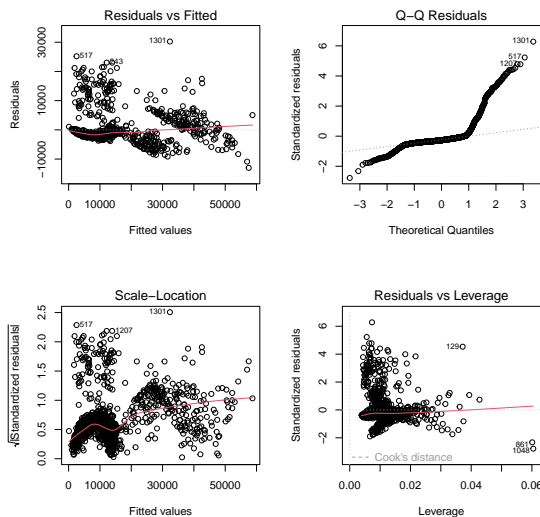 Residuals vs Fitted
Residuals
−10000 10000 30000
1301
517
243
0 10000 30000 50000
Fitted values
Q−Q Residuals
Standardized residuals
−2 0 2 4 6
1301
517
1207
−3 −2 −1 0 1 2 3
Theoretical Quantiles
Scale−Location
√|Standardized residuals|
0.0 0.5 1.0 1.5 2.0 2.5
1301
517
1207
0 10000 30000 50000
Fitted values
Residuals vs Leverage
Standardized residuals
−2 0 2 4 6
129
861
1048
Cook's distance
0.00 0.02 0.04 0.06
Leverage